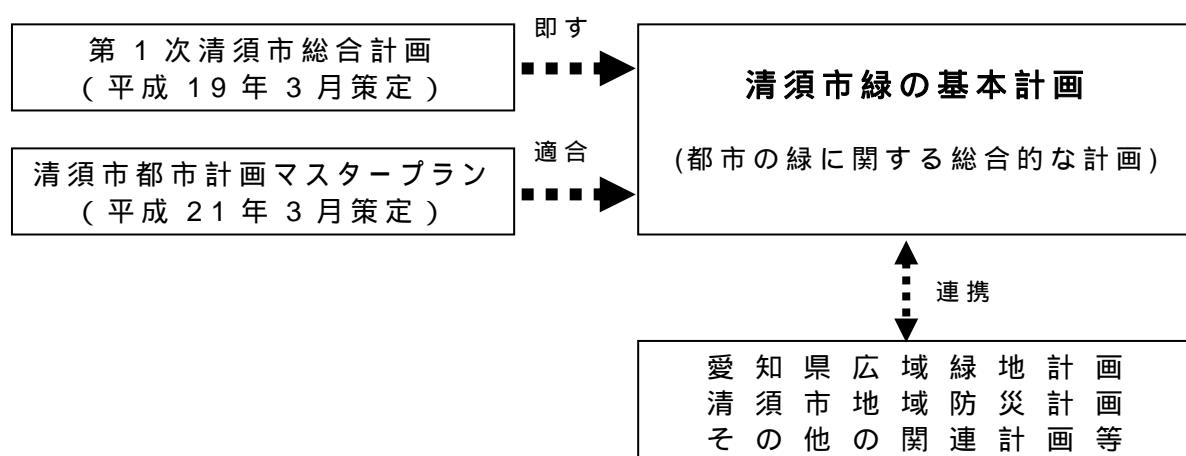 第1次清須市総合計画
(平成19年3月策定)
即す
清須市都市計画マスタープラン
(平成21年3月策定)
適合
清須市緑の基本計画
(都市の緑に関する総合的な計画)
連携
愛知県広域緑地計画
清須市地域防災計画
その他の関連計画等